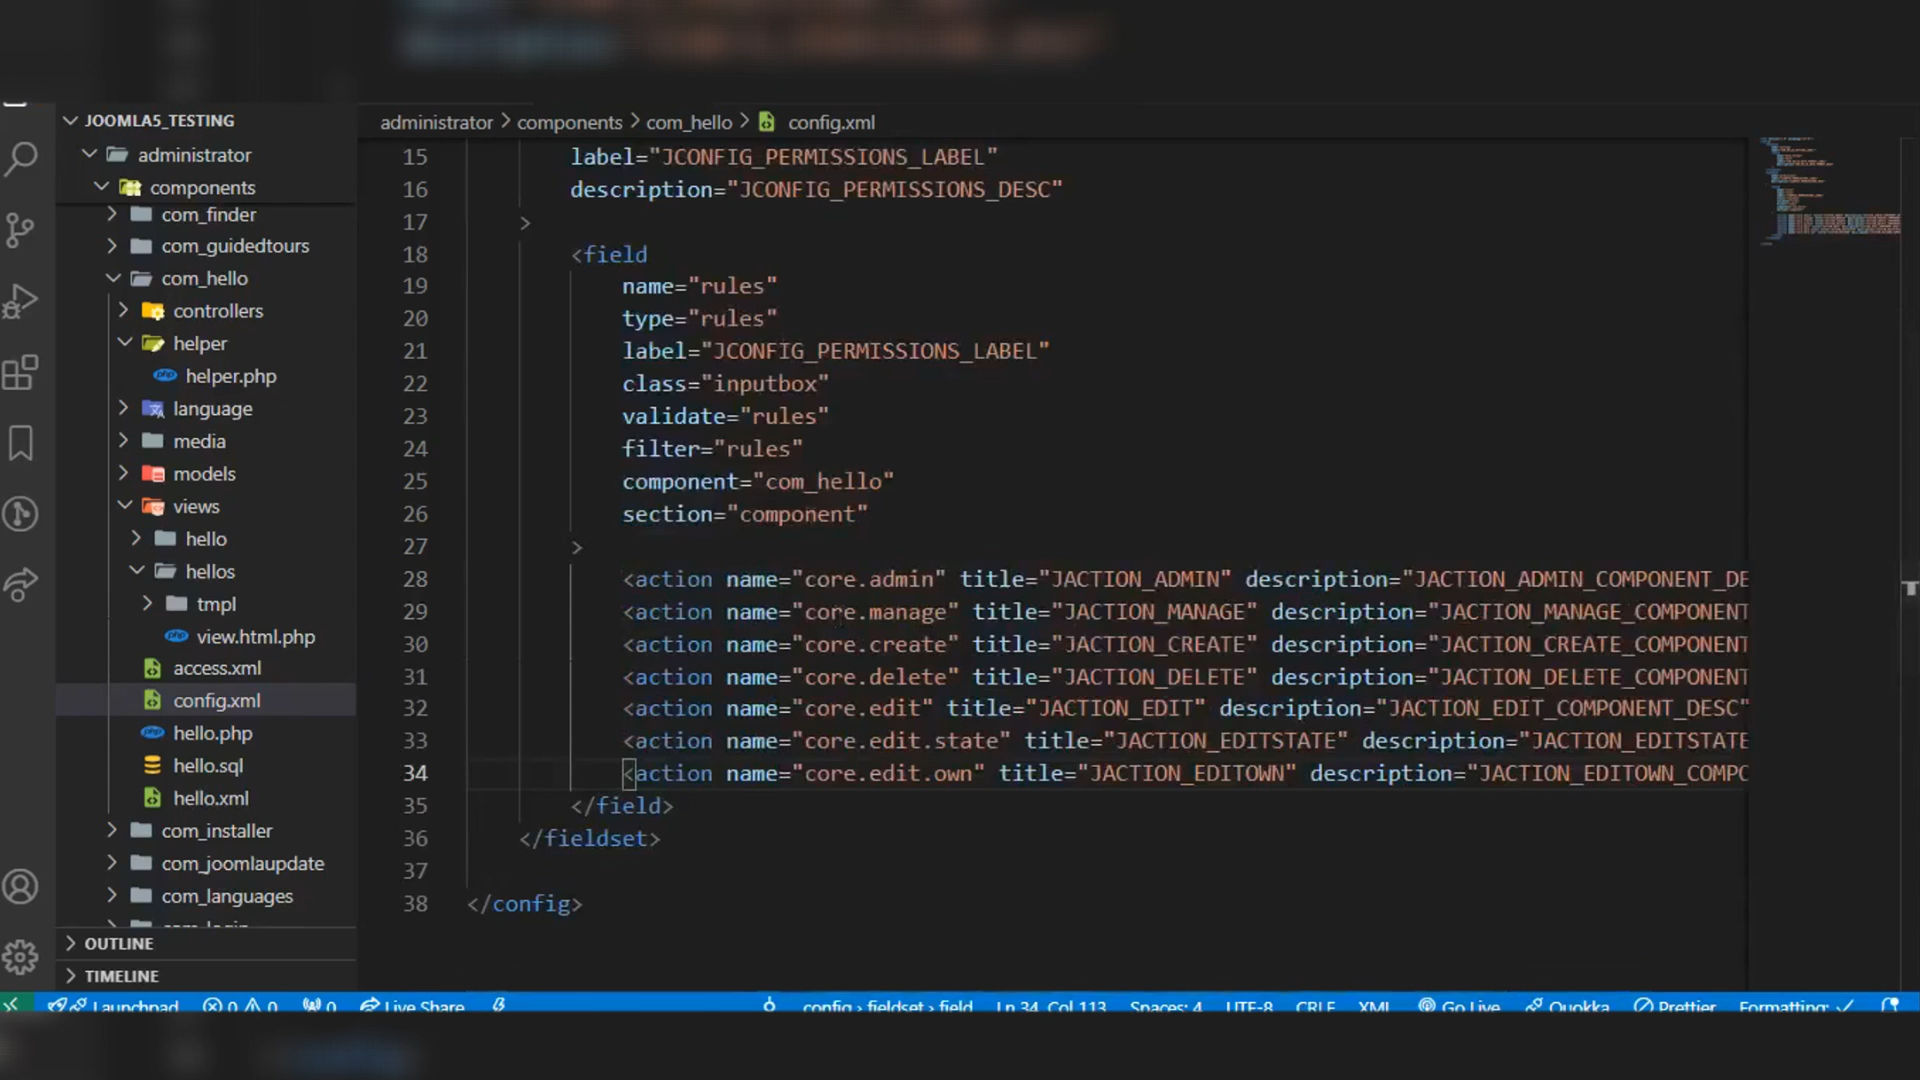 JOOMLA5_TESTING
administrator
components
com_finder
com_guidedtours
com_hello
controllers
helper
helper.php
language
media
models
views
hello
hellos
tmpl
view.html.php
access.xml
config.xml
hello.php
hello.sql
hello.xml
com_installer
com_joomlaupdate
com_languages
OUTLINE
TIMELINE
administrator > components > com_hello > config.xml
15 label="JCONFIG_PERMISSIONS_LABEL"
16 description="JCONFIG_PERMISSIONS_DESC"
17 >
18 <field
19 name="rules"
20 type="rules"
21 label="JCONFIG_PERMISSIONS_LABEL"
22 class="inputbox"
23 validate="rules"
24 filter="rules"
25 component="com_hello"
26 section="component"
27 >
28 <action name="core.admin" title="JACTION_ADMIN" description="JACTION_ADMIN_COMPONENT_DE
29 <action name="core.manage" title="JACTION_MANAGE" description="JACTION_MANAGE_COMPONENT
30 <action name="core.create" title="JACTION_CREATE" description="JACTION_CREATE_COMPONENT
31 <action name="core.delete" title="JACTION_DELETE" description="JACTION_DELETE_COMPONENT
32 <action name="core.edit" title="JACTION_EDIT" description="JACTION_EDIT_COMPONENT_DESC"
33 <action name="core.edit.state" title="JACTION_EDITSTATE" description="JACTION_EDITSTATE
34 <action name="core.edit.own" title="JACTION_EDITOWN" description="JACTION_EDITOWN_COMPO
35 </field>
36 </fieldset>
37
38 </config>
Launchpad 0 0 0 Live Share config > fieldset > field Ln 34, Col 113 Spaces: 4 UTF-8 CRLF XML Go Live Quokka Prettier Formatting: ✓